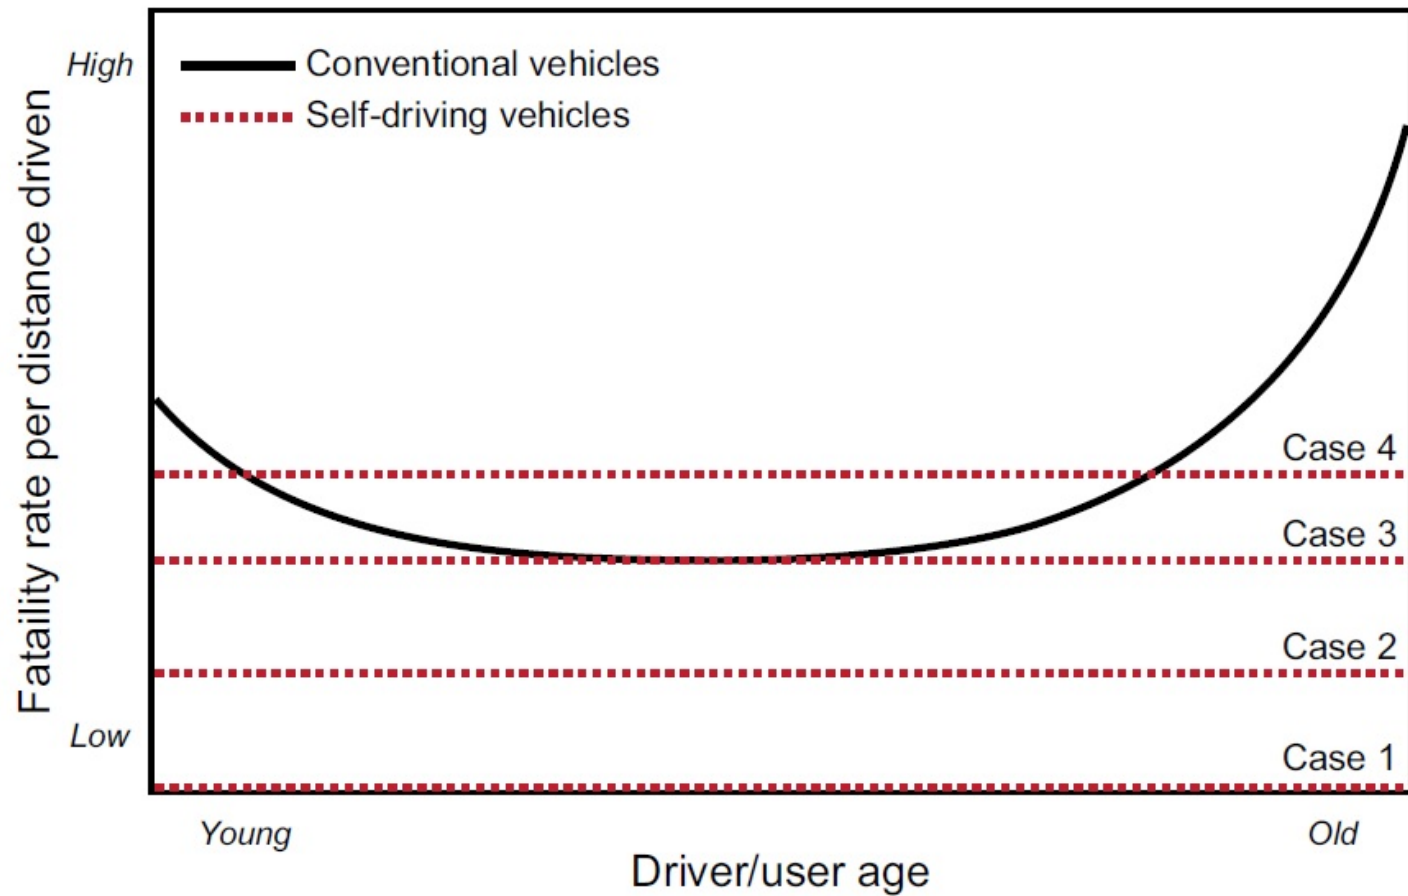 High
Conventional vehicles
Self-driving vehicles
Fataility rate per distance driven
Case 4
Case 3
Case 2
Low
Case 1
Young
Old
Driver/user age